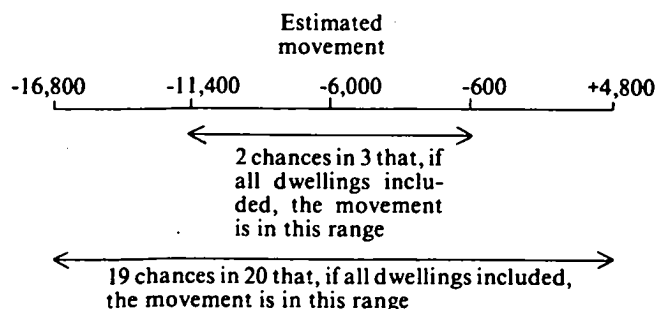 Estimated
movement
-16,800 -11,400 -6,000 -600 +4,800
2 chances in 3 that, if
all dwellings inclu-
ded, the movement
is in this range
19 chances in 20 that, if all dwellings included,
the movement is in this range